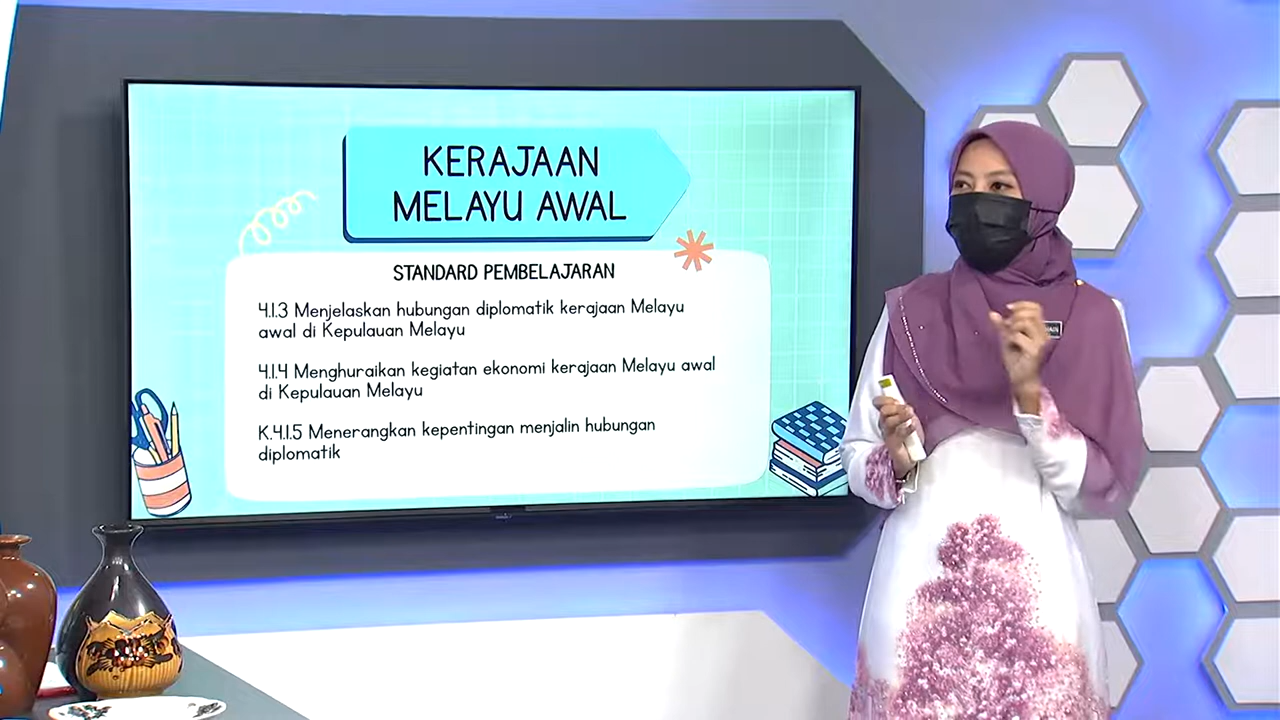 KERAJAAN
MELAYU AWAL
STANDARD PEMBELAJARAN
4.1.3 Menjelaskan hubungan diplomatik kerajaan Melayu
awal di Kepulauan Melayu
4.1.4 Menghuraikan kegiatan ekonomi kerajaan Melayu awal
di Kepulauan Melayu
K.4.1.5 Menerangkan kepentingan menjalin hubungan
diplomatik